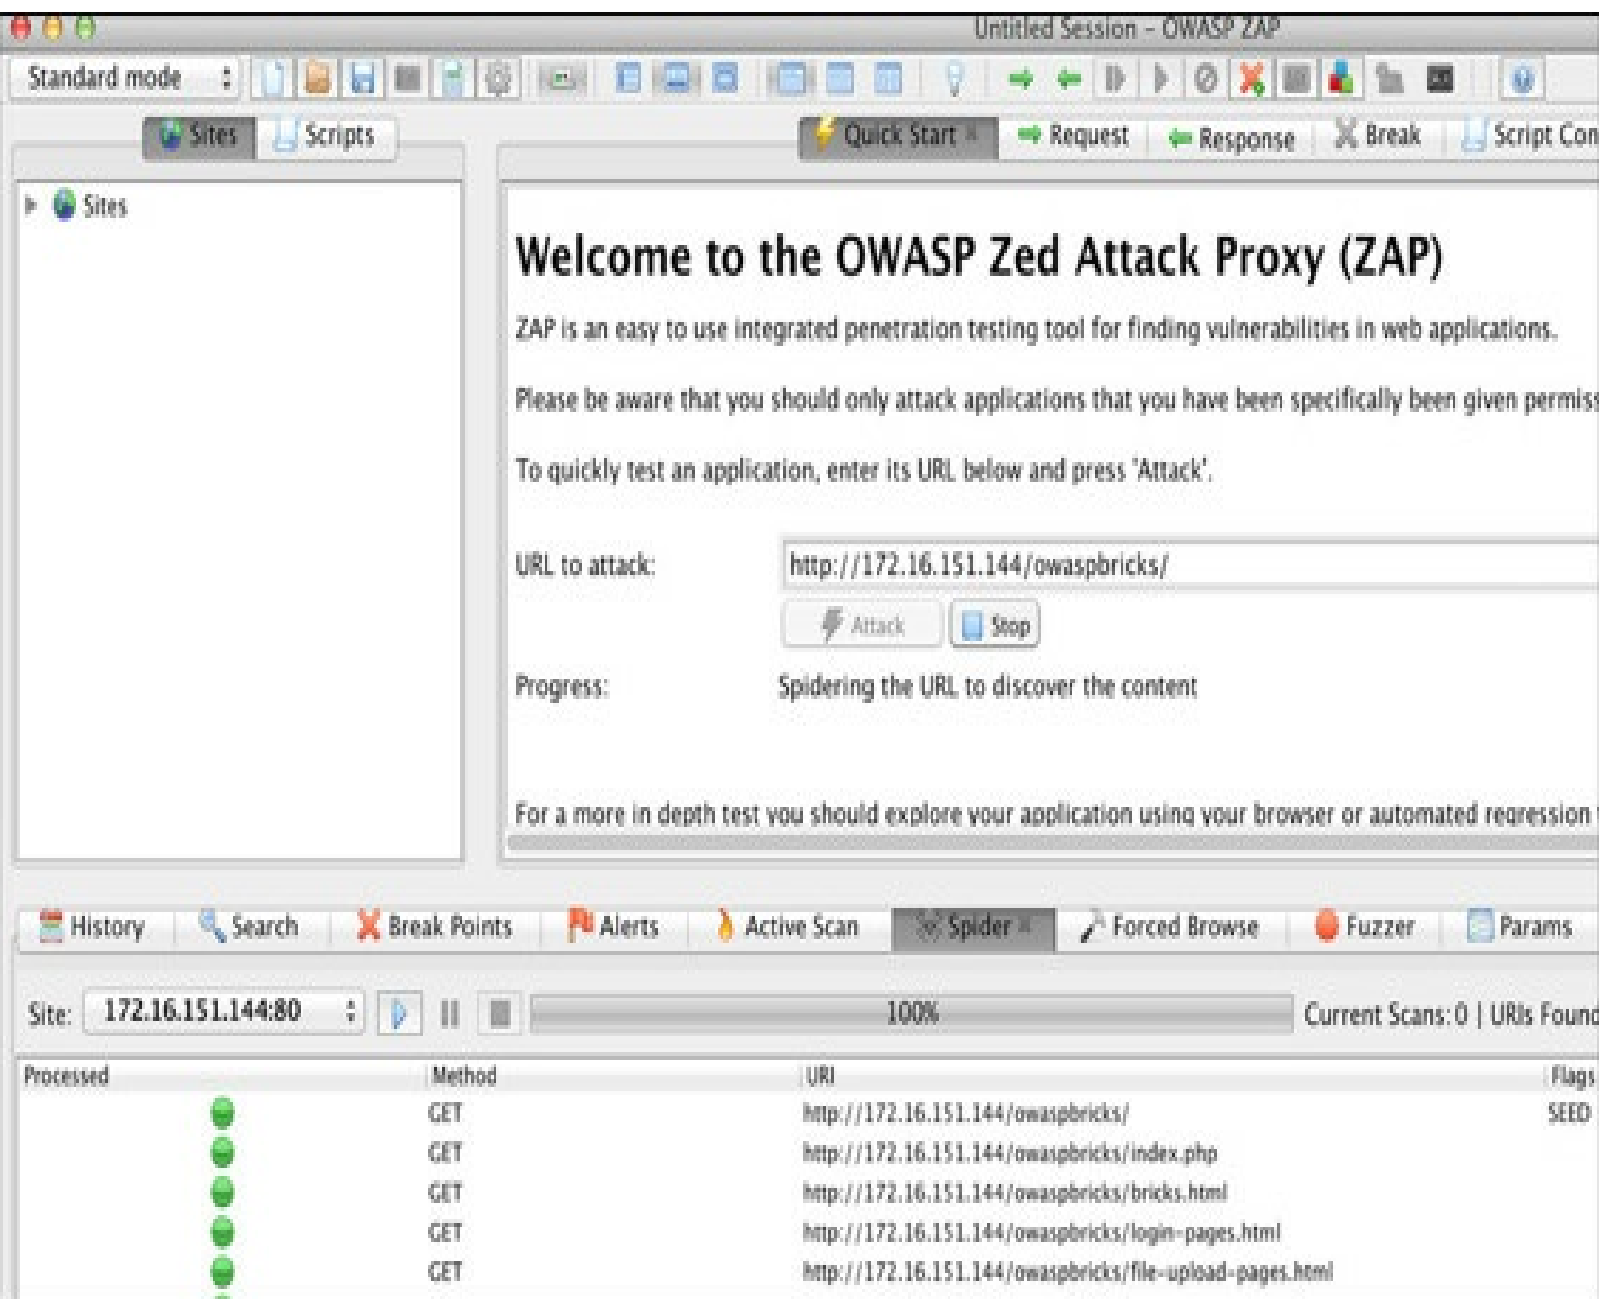 Untitled Session - OWASP ZAP
Standard mode
Sites Scripts
Quick Start Request Response Break Script Con
Sites
Welcome to the OWASP Zed Attack Proxy (ZAP)
ZAP is an easy to use integrated penetration testing tool for finding vulnerabilities in web applications.
Please be aware that you should only attack applications that you have been specifically been given permiss
To quickly test an application, enter its URL below and press 'Attack'.
URL to attack: http://172.16.151.144/owaspbricks/
Attack Stop
Progress: Spidering the URL to discover the content
For a more in depth test you should explore your application using your browser or automated regression
History Search Break Points Alerts Active Scan Spider Forced Browse Fuzzer Params
Site: 172.16.151.144:80 100% Current Scans: 0 | URIs Found
Processed Method URI Flags
GET http://172.16.151.144/owaspbricks/ SEED
GET http://172.16.151.144/owaspbricks/index.php
GET http://172.16.151.144/owaspbricks/bricks.html
GET http://172.16.151.144/owaspbricks/login-pages.html
GET http://172.16.151.144/owaspbricks/file-upload-pages.html